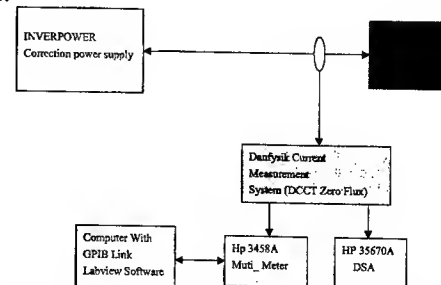 INVERPOWER
Correction power supply
Danfysik Current
Measurement
System (DCCT Zero Flux)
Computer With
GPIB Link
Labview Software
Hp 3458A
Muti_ Meter
HP 35670A
DSA